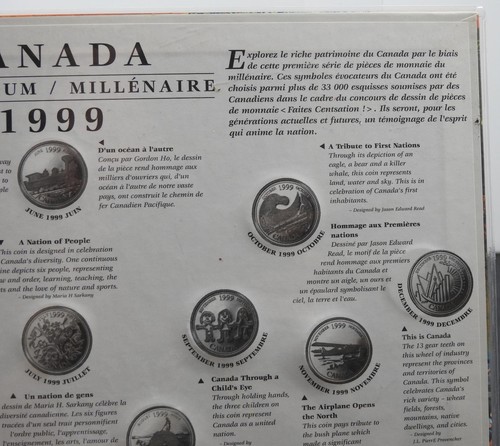 ANADA
UM / MILLÉNAIRE
1999
Explorez le riche patrimoine du Canada par le biais
de cette première série de pièces de monnaie du
millénaire. Ces symboles évocateurs du Canada ont été
choisis parmi plus de 33 000 esquisses soumises par des
Canadiens dans le cadre du concours de dessin de pièces
de monnaie <Faites Censation !>. Ils seront, pour les
générations actuelles et futures, un témoignage de l'esprit
qui anime la nation.
way
t to
ple
JUNE 1999 JUIN
D'un océan à l'autre
Conçu par Gordon Ho, le dessin
de la pièce rend hommage aux
milliers d'ouvriers qui, d'un
océan à l'autre de notre vaste
pays, ont construit le chemin de
fer Canadien Pacifique.
1999
OCTOBER 1999 OCTOBRE
A Tribute to First Nations
Through its depiction of an
eagle, a bear and a killer
whale, this coin represents
land, water and sky. This is in
celebration of Canada's first
inhabitants.
- Designed by Jason Edward Read
Hommage aux Premières
nations
Dessiné par Jason Edward
Read, le motif de la pièce
rend hommage aux premiers
habitants du Canada et
montre un aigle, un ours et
un épaulard symbolisant le
ciel, la terre et l'eau.
A Nation of People
This coin is designed in celebration
Canada's diversity. One continuous
ine depicts six people, representing
w and order, learning, teaching, the
ts and the love of nature and sports.
- Designed by Maria H Sarkany
JULY 1999 JUILLET
Un nation de gens
dessin de Maria H. Sarkany célèbre la
diversité canadienne. Les six figures
tracées d'un seul trait personnifient
l'ordre public, l'apprentissage,
l'enseignement, les arts, l'amour de
1999
SEPTEMBER 1999 SEPTEMBRE
Canada Through a
Child's Eye
Through holding hands,
the three children on
this coin represent
Canada as a united
nation.
- Designed by
1999
NOVEMBER 1999 NOVEMBRE
The Airplane Opens
the North
This coin pays tribute to
the bush plane which
made a significant
1999
DECEMBER 1999 DECEMBRE
This is Canada
The 13 gear teeth on
this wheel of industry
represent the provinces
and territories of
Canada. This symbol
celebrates Canada's
rich variety - wheat
fields, forests,
mountains, native
dwellings, and cities.
- Designed by
J.L. Pierri Provencher